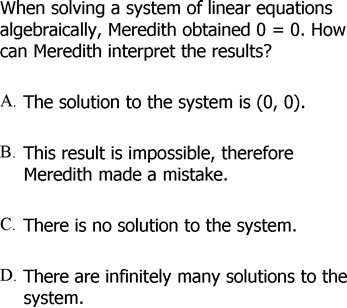 When solving a system of linear equations
algebraically, Meredith obtained 0 = 0. How
can Meredith interpret the results?
A. The solution to the system is (0, 0).
B. This result is impossible, therefore
Meredith made a mistake.
C. There is no solution to the system.
D. There are infinitely many solutions to the
system.